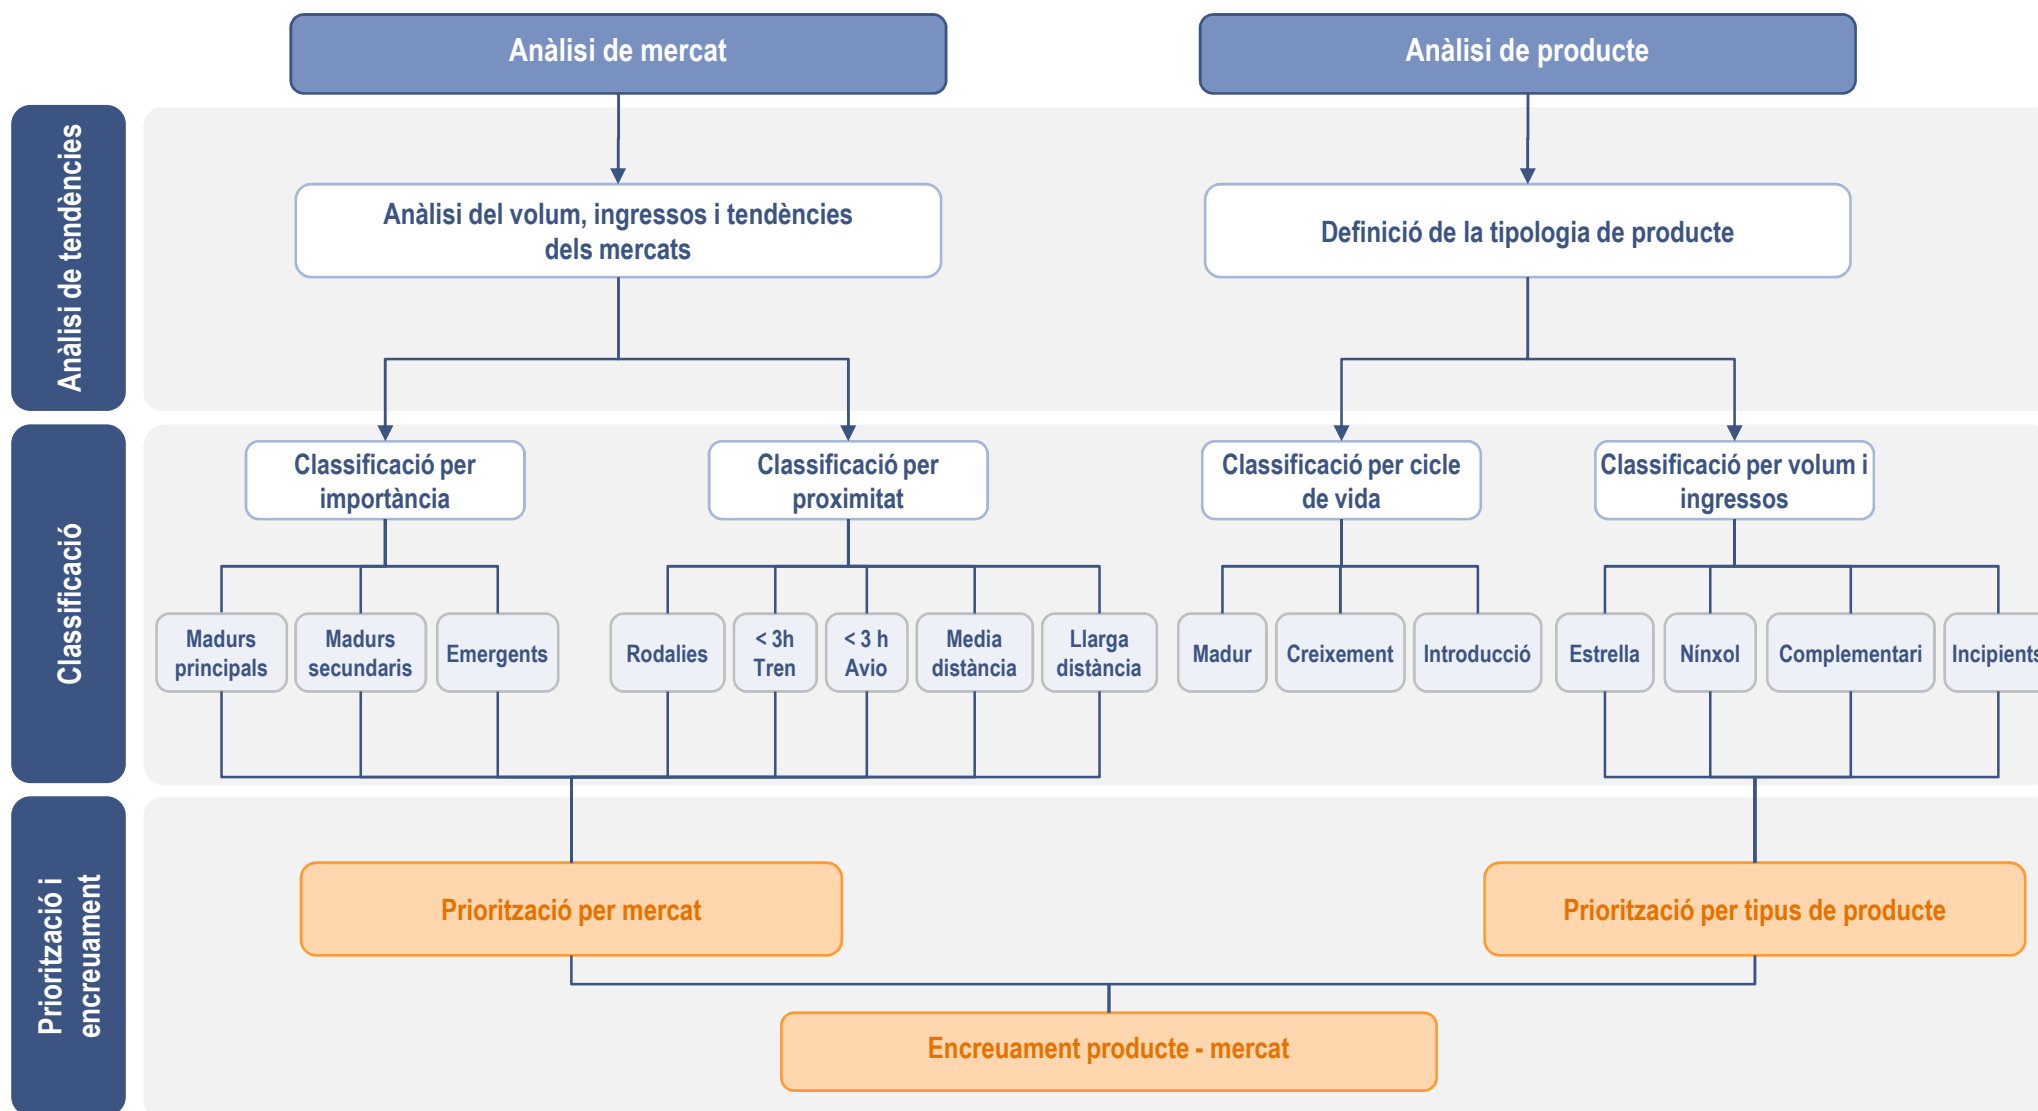 Anàlisi de mercat
Anàlisi de producte
Anàlisi de tendències
Anàlisi del volum, ingressos i tendències
dels mercats
Definició de la tipologia de producte
Classificació
Classificació per
importància
Classificació per
proximitat
Classificació per cicle
de vida
Classificació per volum i
ingressos
Madurs
principals
Madurs
secundaris
Emergents
Rodalies
< 3h
Tren
< 3 h
Avio
Media
distància
Llarga
distància
Madur
Creixement
Introducció
Estrella
Nínxol
Complementari
Incipients
Priorització i
encreuament
Priorització per mercat
Priorització per tipus de producte
Encreuament producte - mercat